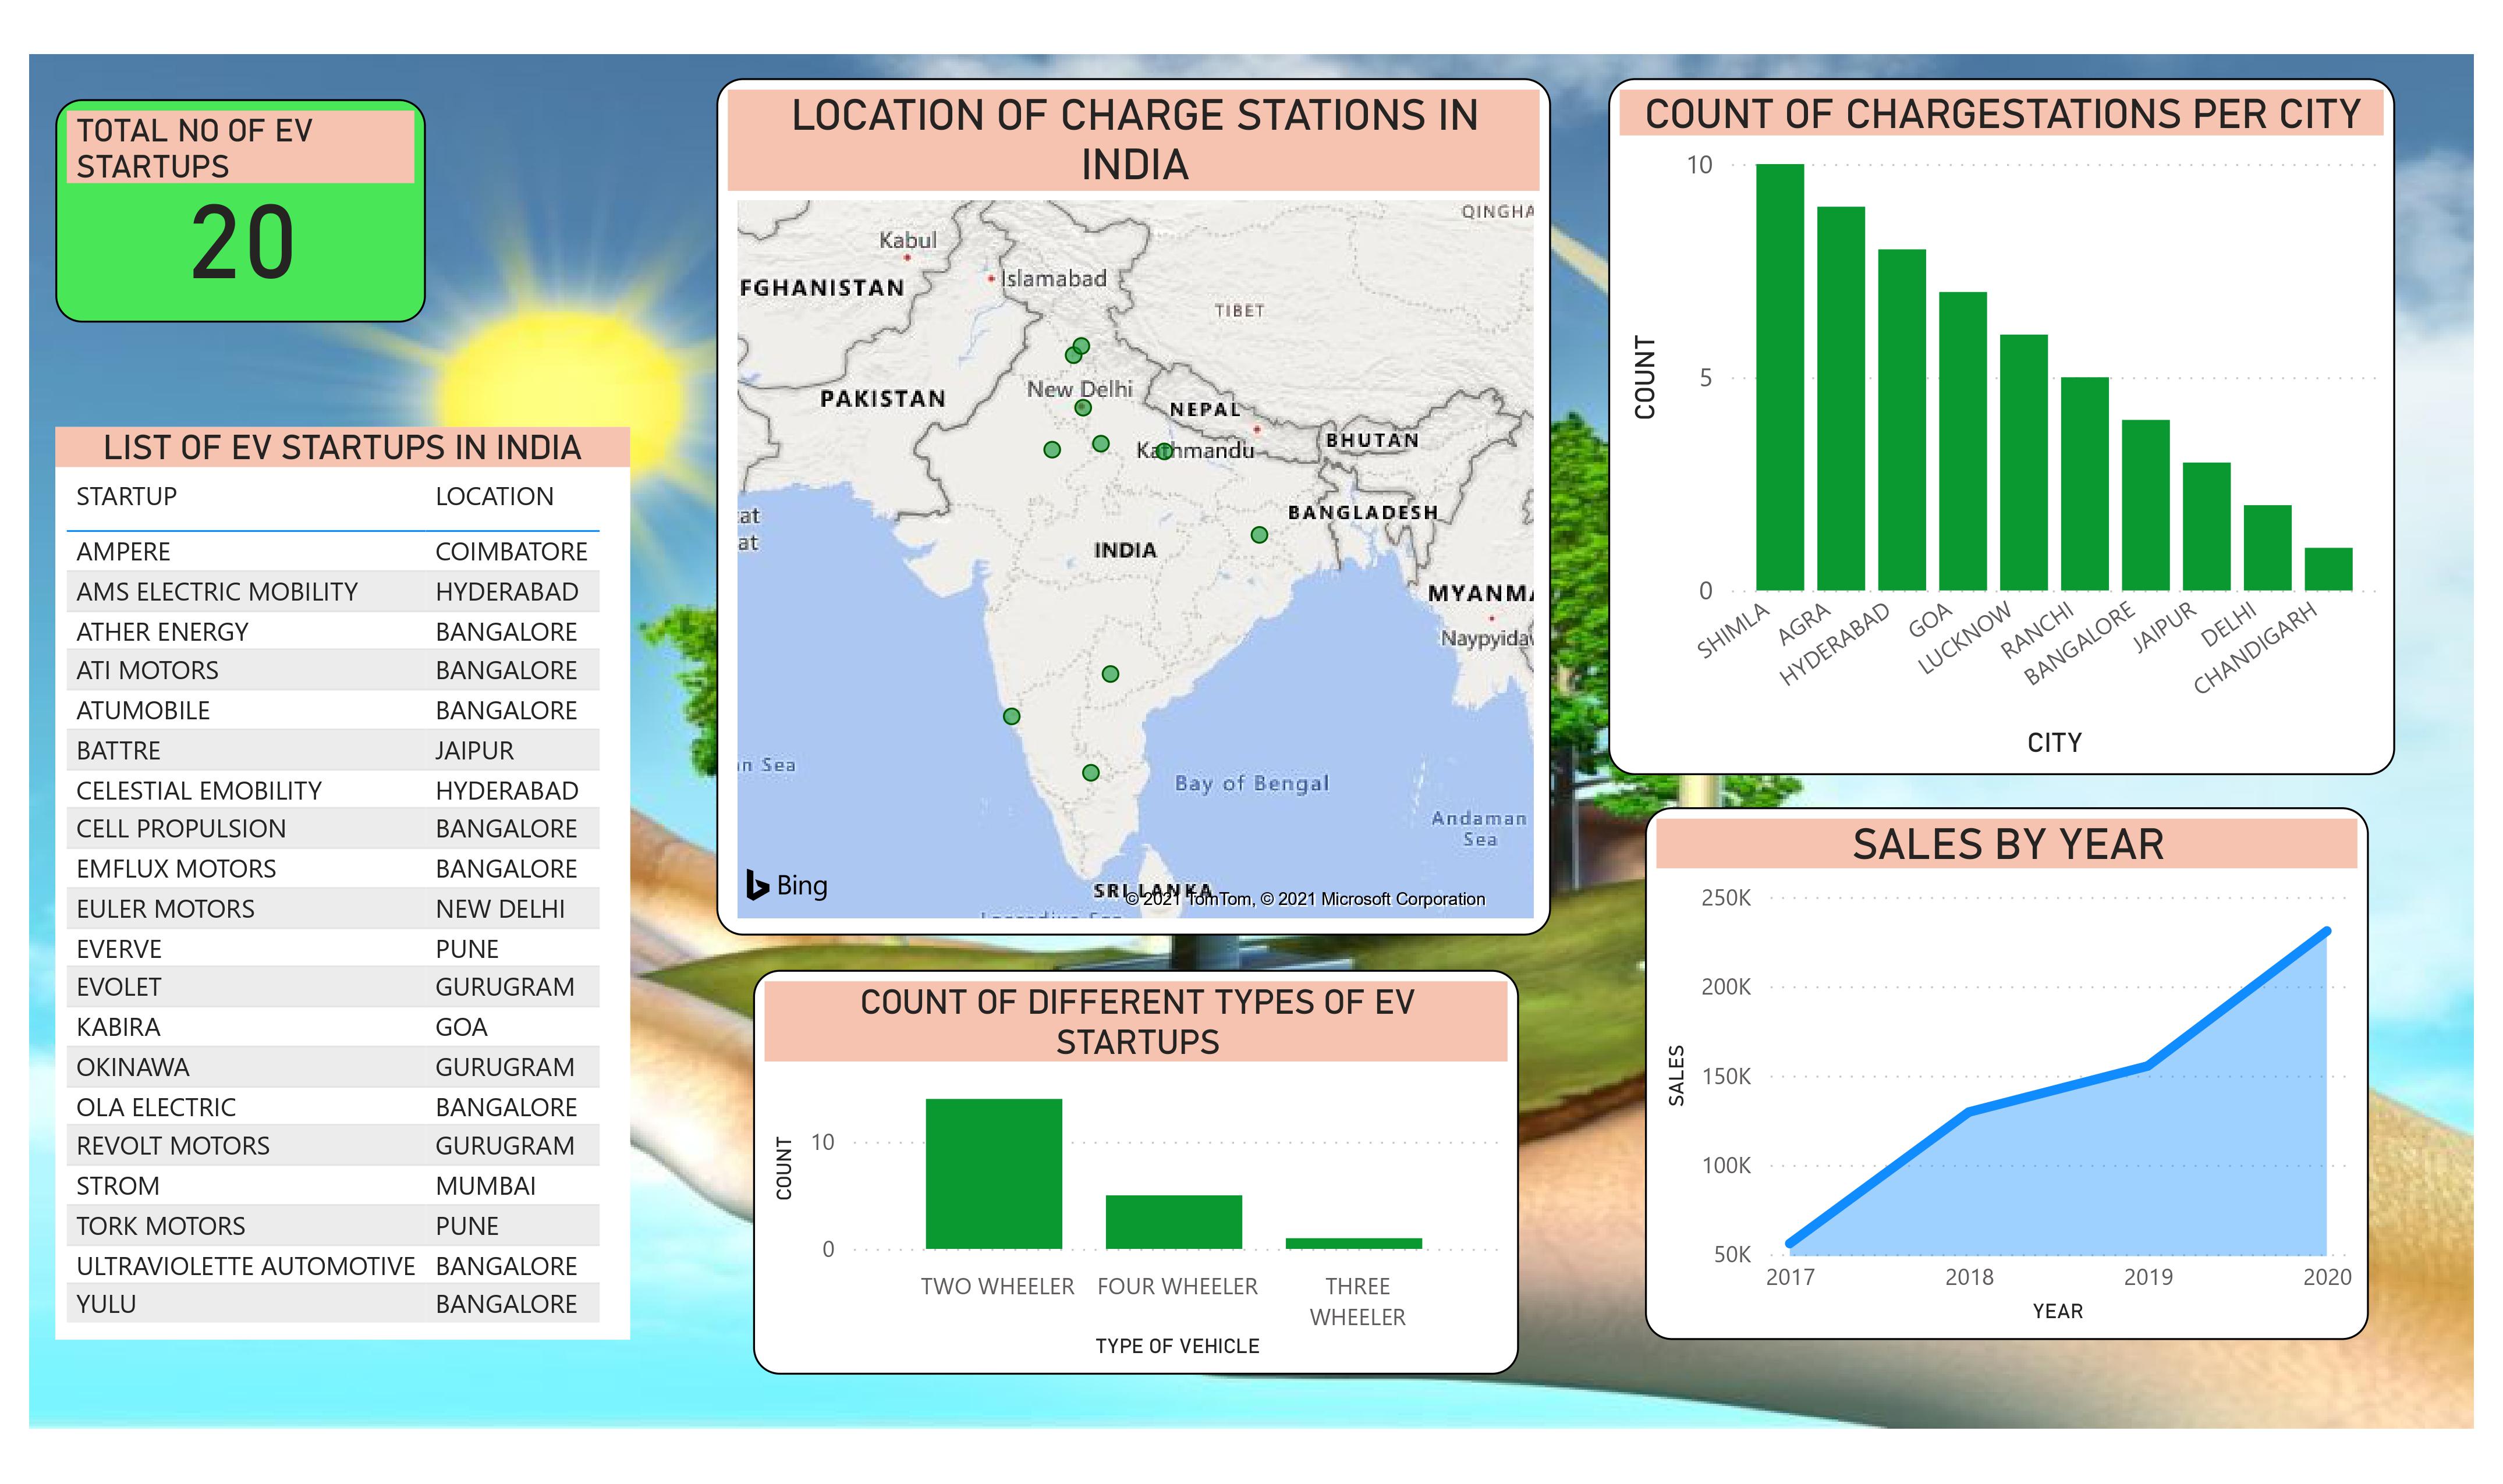 TOTAL NO OF EV
STARTUPS
20
LIST OF EV STARTUPS IN INDIA
STARTUP LOCATION
AMPERE COIMBATORE
AMS ELECTRIC MOBILITY HYDERABAD
ATHER ENERGY BANGALORE
ATI MOTORS BANGALORE
ATUMOBILE BANGALORE
BATTRE JAIPUR
CELESTIAL EMOBILITY HYDERABAD
CELL PROPULSION BANGALORE
EMFLUX MOTORS BANGALORE
EULER MOTORS NEW DELHI
EVERVE PUNE
EVOLET GURUGRAM
KABIRA GOA
OKINAWA GURUGRAM
OLA ELECTRIC BANGALORE
REVOLT MOTORS GURUGRAM
STROM MUMBAI
TORK MOTORS PUNE
ULTRAVIOLETTE AUTOMOTIVE BANGALORE
YULU BANGALORE
LOCATION OF CHARGE STATIONS IN
INDIA
QINGHA
Kabul
Islamabad
FGHANISTAN
TIBET
New Delhi
PAKISTAN
NEPAL
BHUTAN
Kathmandu
BANGLADESH
at
at
INDIA
MYANMA
Naypyidaw
n Sea
Bay of Bengal
Andaman
Sea
Bing
SRI LANKA
© 2021 TomTom, © 2021 Microsoft Corporation
COUNT OF DIFFERENT TYPES OF EV
STARTUPS
COUNT
10
0
TWO WHEELER FOUR WHEELER THREE
WHEELER
TYPE OF VEHICLE
COUNT OF CHARGESTATIONS PER CITY
COUNT
10
5
0
SHIMLA AGRA HYDERABAD GOA LUCKNOW RANCHI BANGALORE JAIPUR DELHI CHANDIGARH
CITY
SALES BY YEAR
SALES
250K
200K
150K
100K
50K
2017 2018 2019 2020
YEAR